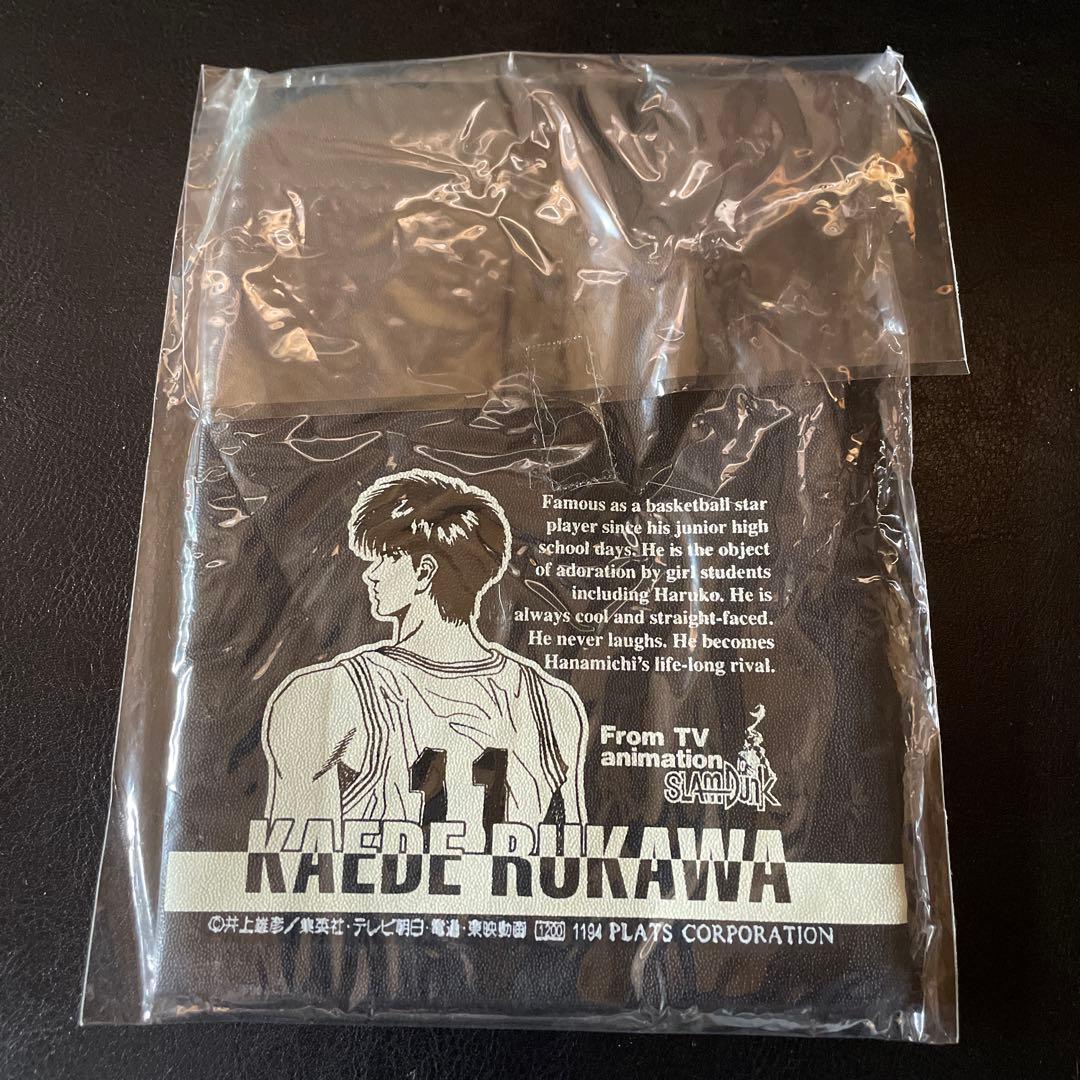 Famous as a basketball star
player since his junior high
school days. He is the object
of adoration by girl students
including Haruko. He is
always cool and straight-faced.
He never laughs. He becomes
Hanamichi's life-long rival.
From TV
animation
SLAM DUNK
11
KAEDE RUKAWA
©井上雄彦／集英社・テレビ朝日・電通・東映動画 1200 1194 PLATS CORPORATION